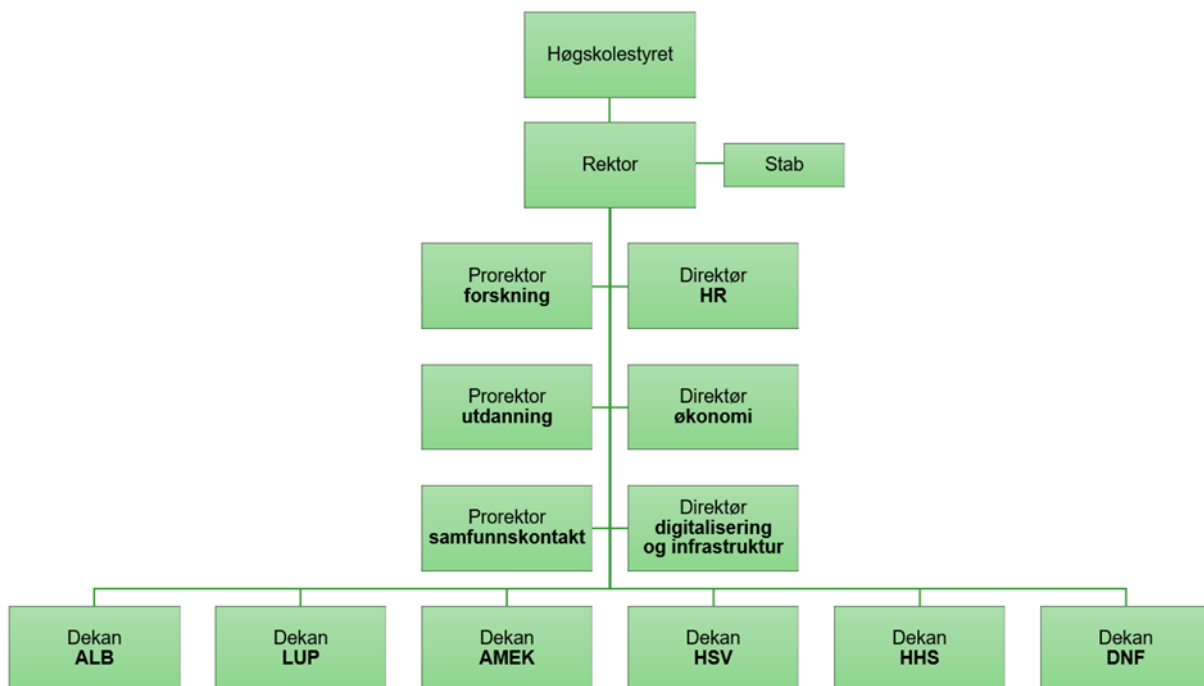 Høgskolestyret
Rektor
Stab
Prorektor
forskning
Direktør
HR
Prorektor
utdanning
Direktør
økonomi
Prorektor
samfunnskontakt
Direktør
digitalisering
og infrastruktur
Dekan
ALB
Dekan
LUP
Dekan
AMEK
Dekan
HSV
Dekan
HHS
Dekan
DNF